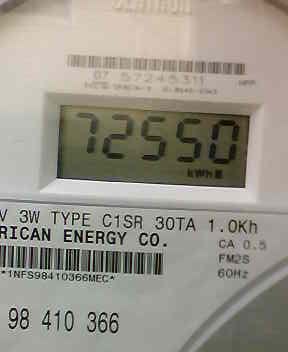 CENTRON
07 57245311
72550
kWh
V 3W TYPE C1SR 30TA 1.0Kh
RICAN ENERGY CO.
CA 0.5
FM2S
*1NFS98410366MEC*
60Hz
98 410 366